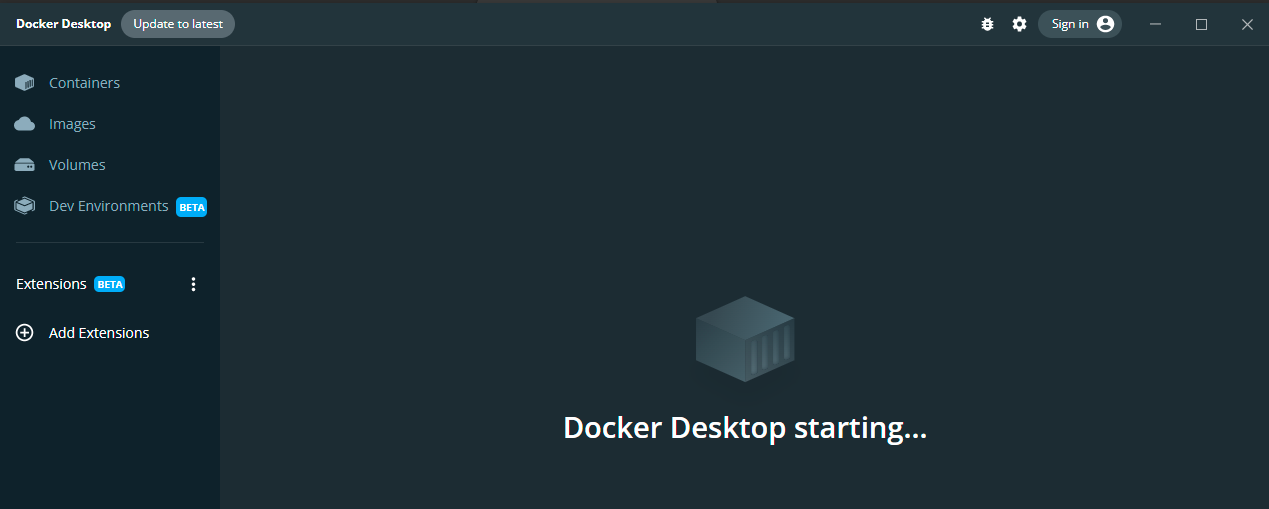 Docker Desktop Update to latest Sign in
Containers
Images
Volumes
Dev Environments BETA
Extensions BETA
Add Extensions
Docker Desktop starting...